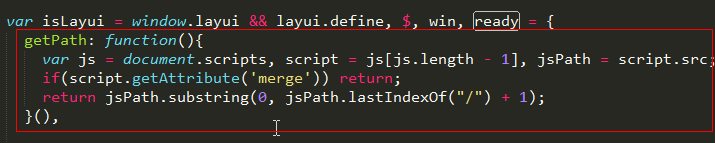 var isLayui = window.layui && layui.define, $, win, ready = {
getPath: function(){
var js = document.scripts, script = js[js.length - 1], jsPath = script.src;
if(script.getAttribute('merge')) return;
return jsPath.substring(0, jsPath.lastIndexOf("/") + 1);
}(),